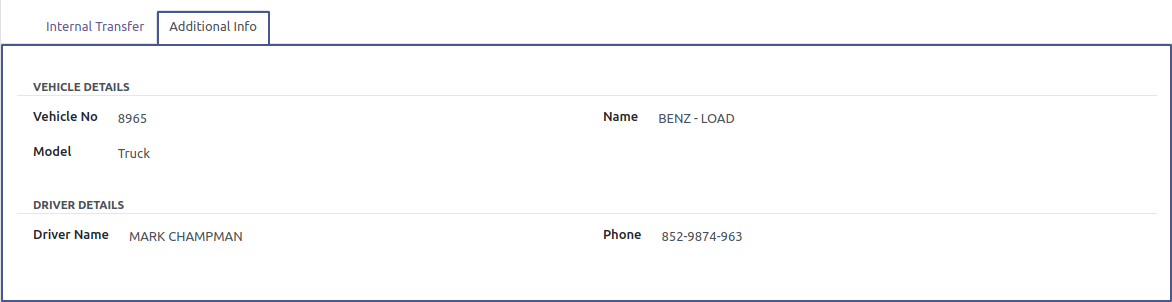 Internal Transfer Additional Info
VEHICLE DETAILS
Vehicle No 8965 Name BENZ - LOAD
Model Truck
DRIVER DETAILS
Driver Name MARK CHAMPMAN Phone 852-9874-963